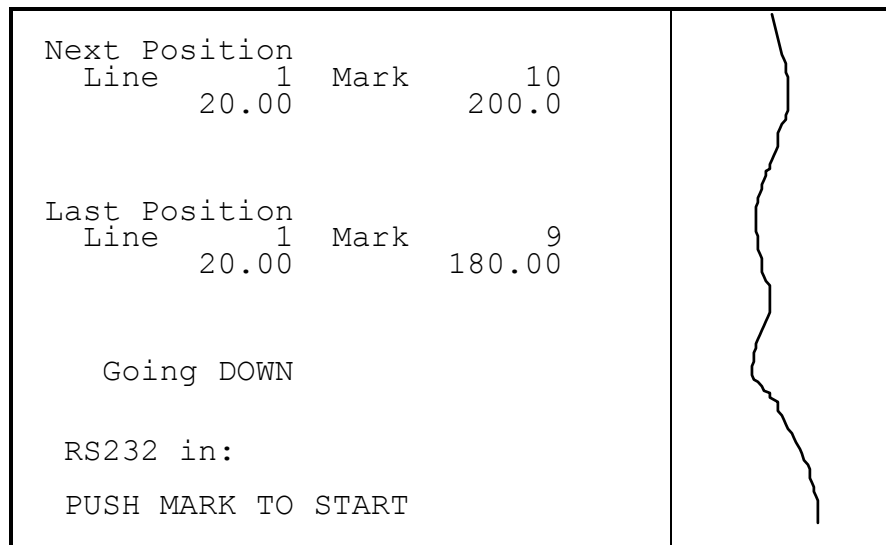 Next Position
Line 1 Mark 10
20.00 200.0
Last Position
Line 1 Mark 9
20.00 180.00
Going DOWN
RS232 in:
PUSH MARK TO START